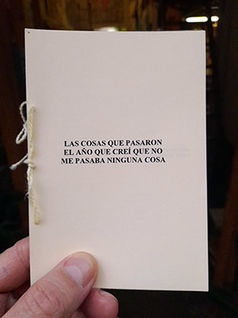 LAS COSAS QUE PASARON
EL AÑO QUE CREÍ QUE NO
ME PASABA NINGUNA COSA